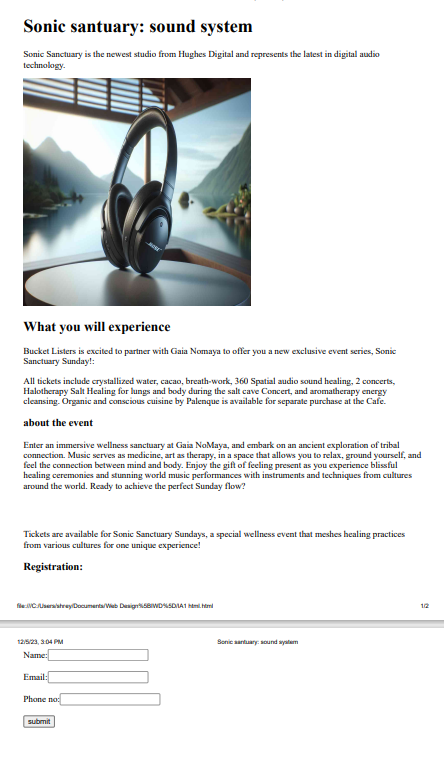 Sonic santuary: sound system
Sonic Sanctuary is the newest studio from Hughes Digital and represents the latest in digital audio
technology.
BOSE
What you will experience
Bucket Listers is excited to partner with Gaia Nomaya to offer you a new exclusive event series, Sonic
Sanctuary Sunday!:
All tickets include crystallized water, cacao, breath-work, 360 Spatial audio sound healing, 2 concerts,
Halotherapy Salt Healing for lungs and body during the salt cave Concert, and aromatherapy energy
cleansing. Organic and conscious cuisine by Palenque is available for separate purchase at the Cafe.
about the event
Enter an immersive wellness sanctuary at Gaia NoMaya, and embark on an ancient exploration of tribal
connection. Music serves as medicine, art as therapy, in a space that allows you to relax, ground yourself, and
feel the connection between mind and body. Enjoy the gift of feeling present as you experience blissful
healing ceremonies and stunning world music performances with instruments and techniques from cultures
around the world. Ready to achieve the perfect Sunday flow?
Tickets are available for Sonic Sanctuary Sundays, a special wellness event that meshes healing practices
from various cultures for one unique experience!
Registration:
file:///C:/Users/shrey/Documents/Web Design%5BIWD%5D/IA1 html.html 1/2
12/5/23, 3:04 PM Sonic santuary: sound system
Name:
Email:
Phone no:
submit